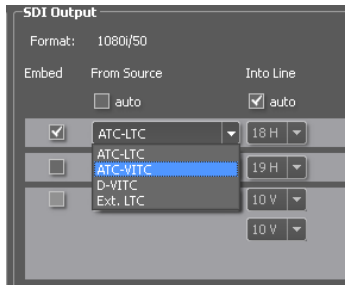 SDI Output
Format: 1080i/50
Embed From Source Into Line
auto auto
ATC-LTC 18 H
ATC-LTC
ATC-VITC 19 H
D-VITC
Ext. LTC 10 V
10 V